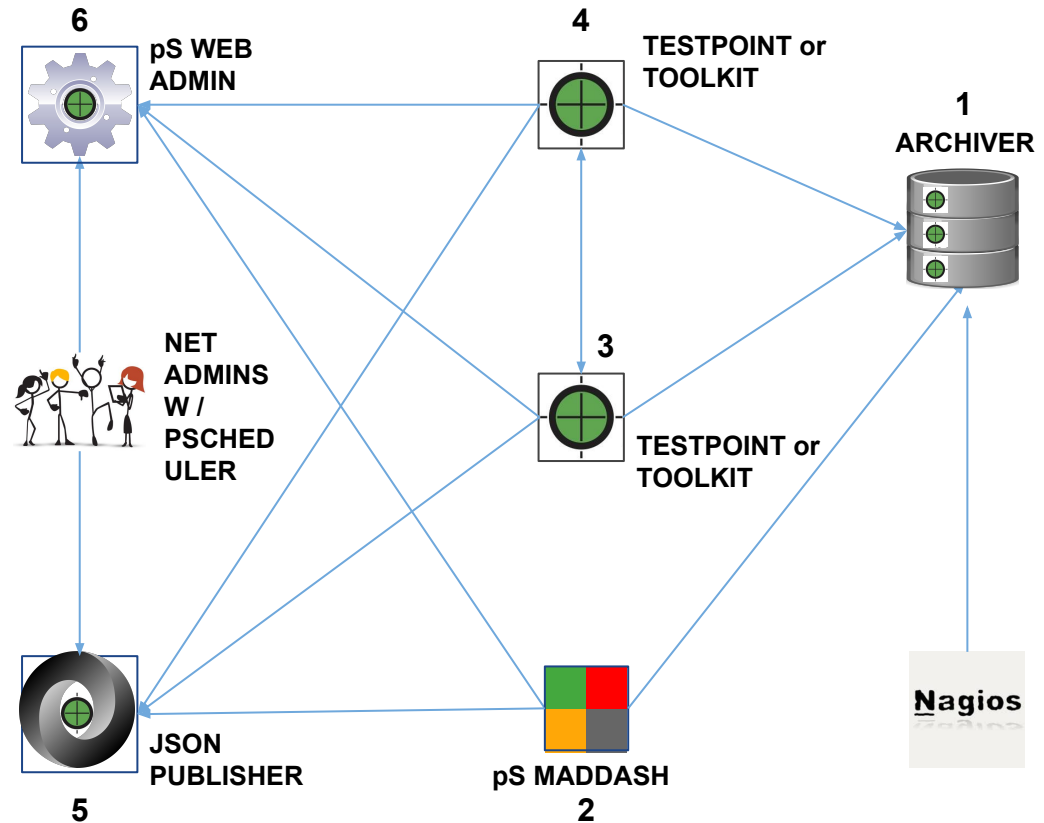 6
pS WEB
ADMIN
4
TESTPOINT or
TOOLKIT
1
ARCHIVER
NET
ADMINS
W /
PSCHED
ULER
3
TESTPOINT or
TOOLKIT
Nagios
JSON
PUBLISHER
5
pS MADDASH
2